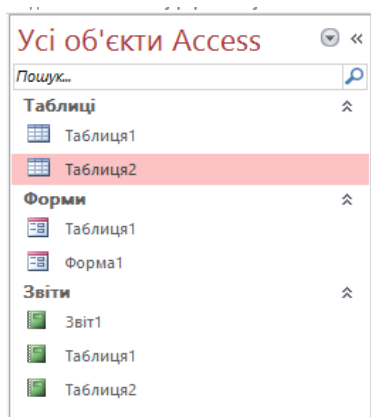 Усі об'єкти Access
Пошук...
Таблиці
Таблиця1
Таблиця2
Форми
Таблиця1
Форма1
Звіти
Звіт1
Таблиця1
Таблиця2